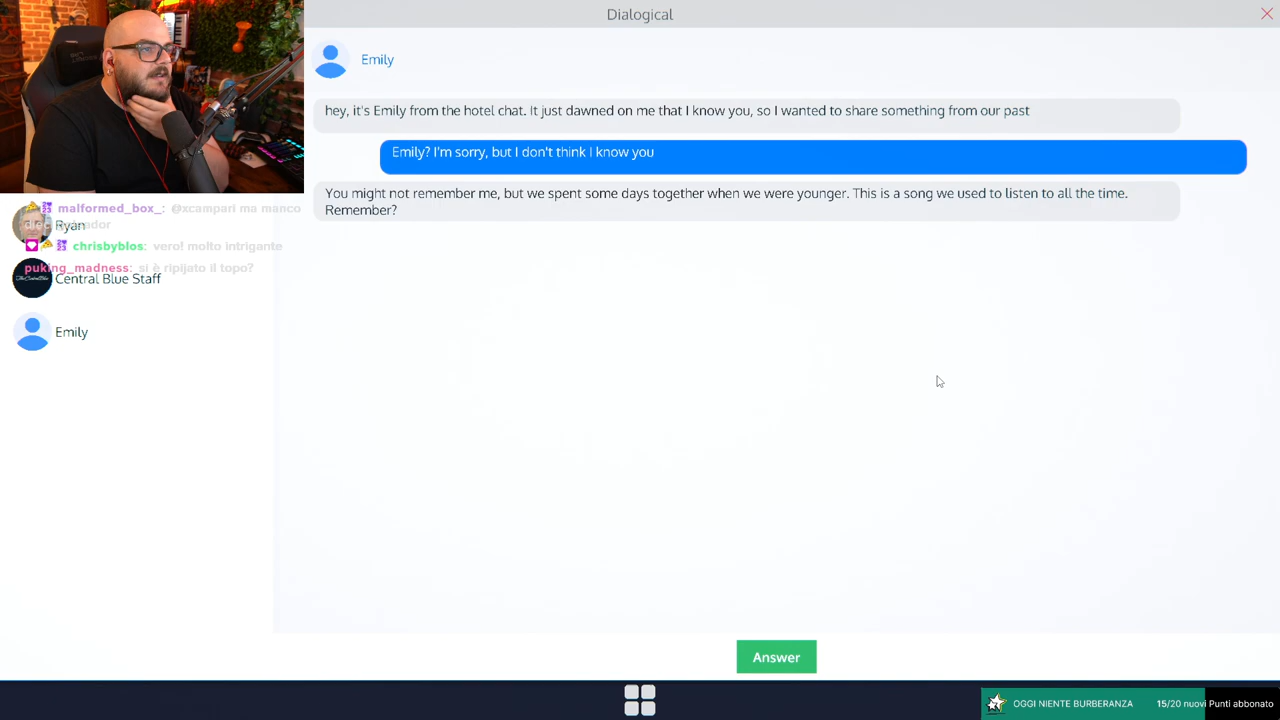 Dialogical
Emily
hey, it's Emily from the hotel chat. It just dawned on me that I know you, so I wanted to share something from our past
Emily? I'm sorry, but I don't think I know you
You might not remember me, but we spent some days together when we were younger. This is a song we used to listen to all the time.
Remember?
malformed_box_: @xcampari ma manco
Ryan
chrisbyblos: vero! molto intrigante
puking_madness: si è ripijato il topo?
Central Blue Staff
Emily
Answer
OGGI NIENTE BURBERANZA 15/20 nuovi Punti abbonato